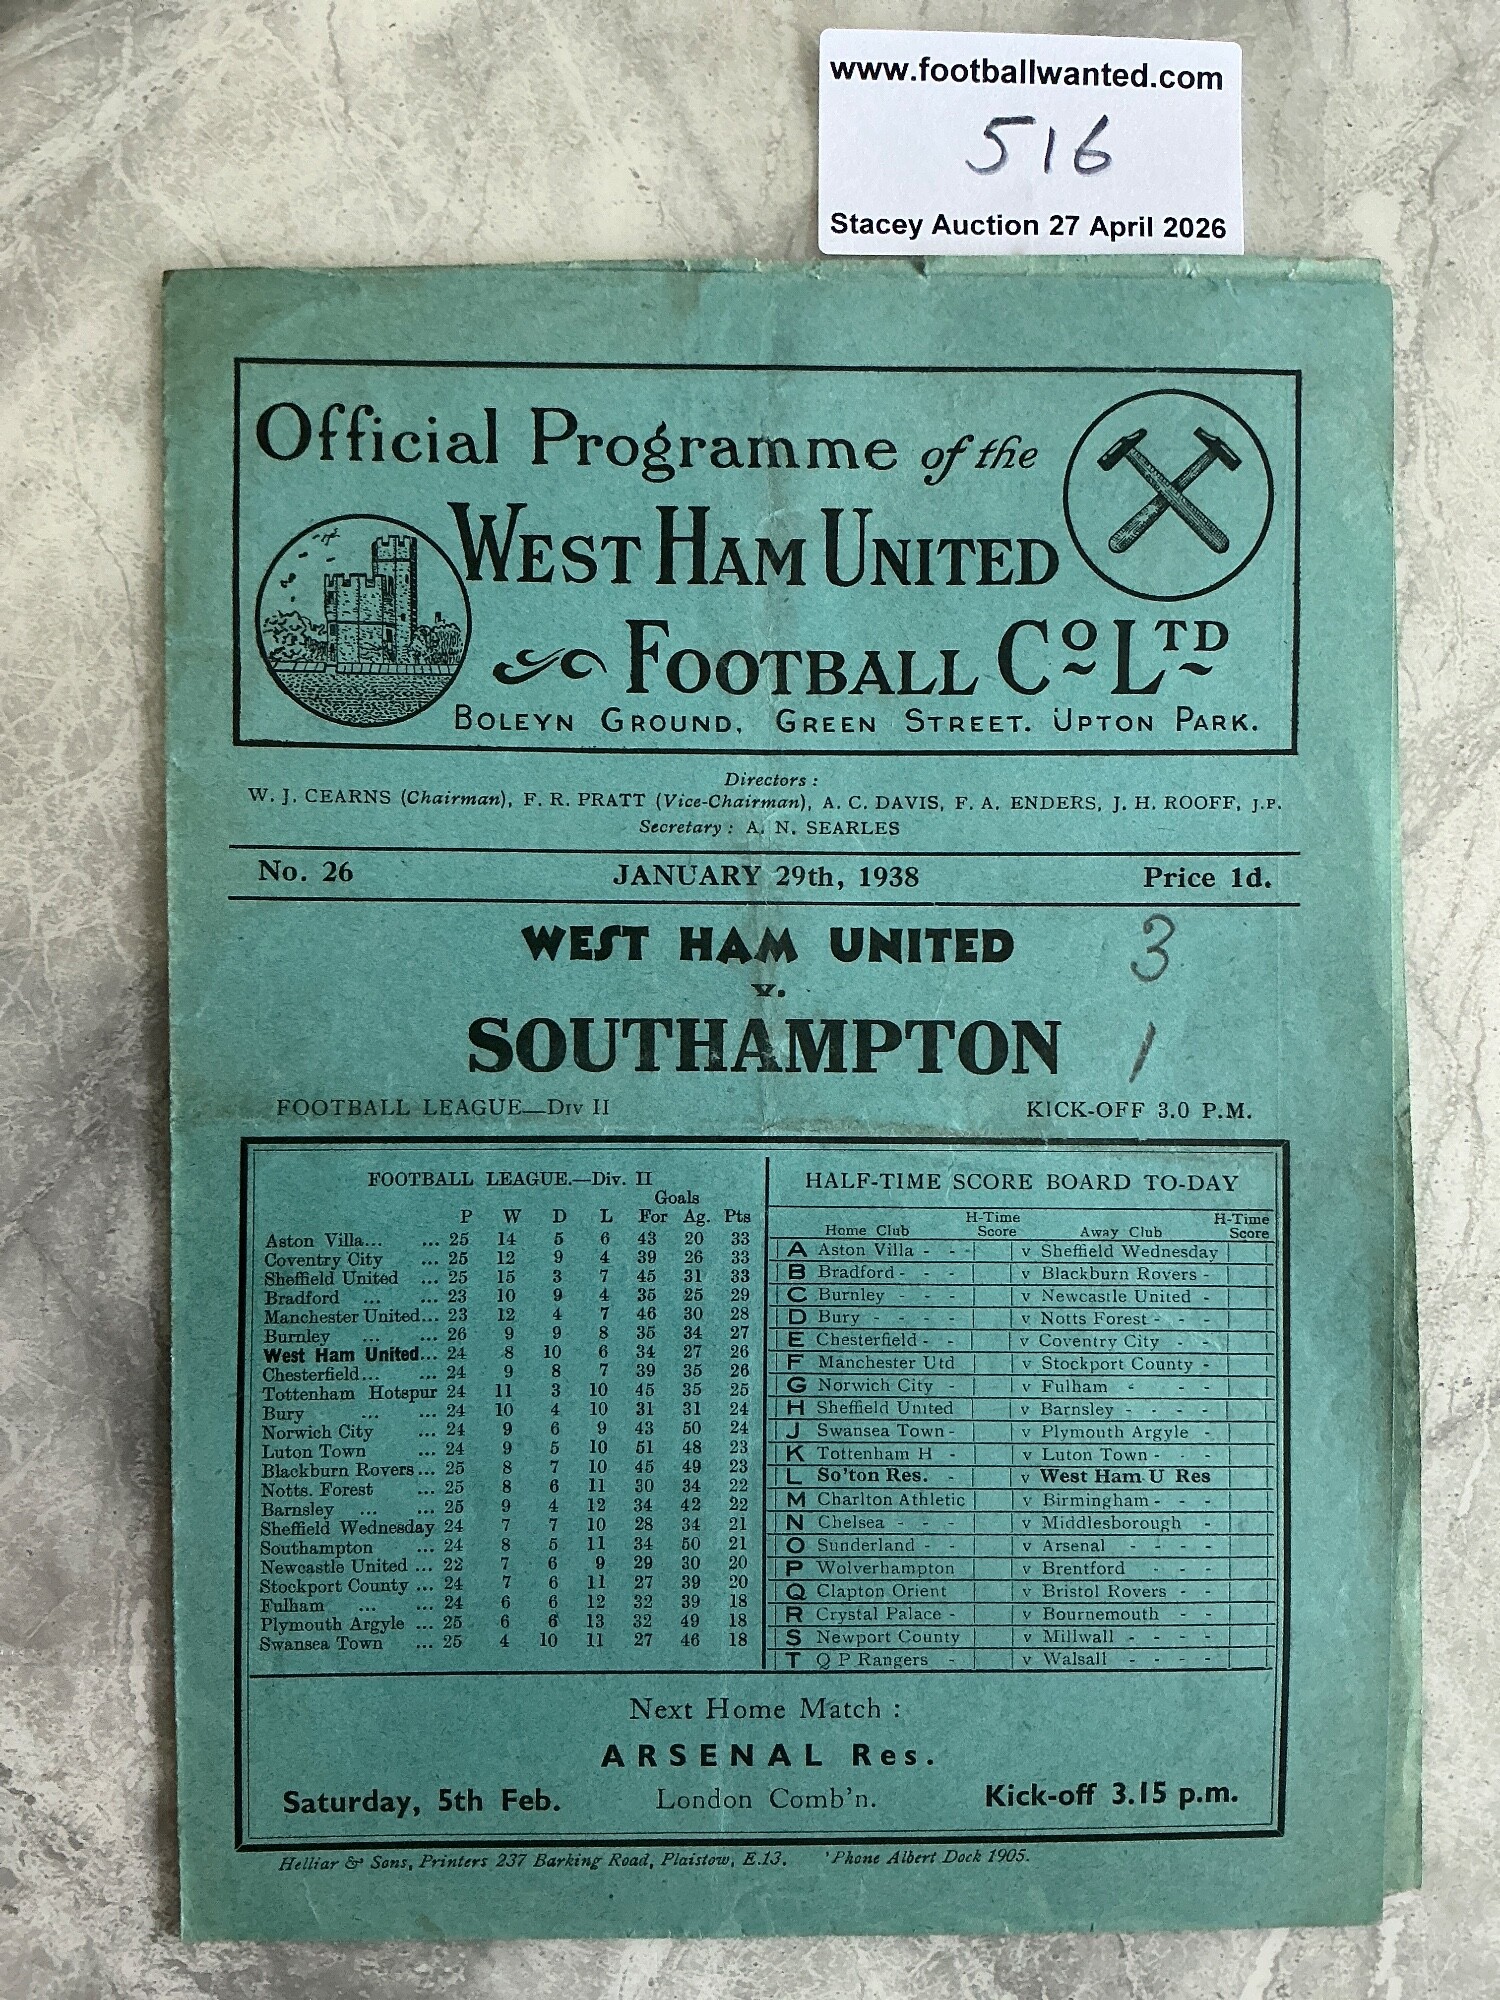 www.footballwanted.com
516
Stacey Auction 27 April 2026
Official Programme of the
WEST HAM UNITED
FOOTBALL CO LTD
BOLEYN GROUND, GREEN STREET. UPTON PARK.
Directors :
W. J. CEARNS (Chairman), F. R. PRATT (Vice-Chairman), A. C. DAVIS, F. A. ENDERS, J. H. ROOFF, J.P.
Secretary : A. N. SEARLES
No. 26 JANUARY 29th, 1938 Price 1d.
WEST HAM UNITED 3
v.
SOUTHAMPTON 1
FOOTBALL LEAGUE—Div II KICK-OFF 3.0 P.M.
FOOTBALL LEAGUE.—Div. II
Goals
P W D L For Ag. Pts
Aston Villa... ... 25 14 5 6 43 20 33
Coventry City ... 25 12 9 4 39 26 33
Sheffield United ... 25 15 3 7 45 31 33
Bradford ... ... 23 10 9 4 35 25 29
Manchester United... 23 12 4 7 46 30 28
Burnley ... ... 26 9 9 8 35 34 27
West Ham United... 24 8 10 6 34 27 26
Chesterfield... ... 24 9 8 7 39 35 26
Tottenham Hotspur 24 11 3 10 45 35 25
Bury ... ... 24 10 4 10 31 31 24
Norwich City ... 24 9 6 9 43 50 24
Luton Town ... 24 9 5 10 51 48 23
Blackburn Rovers... 25 8 7 10 45 49 23
Notts. Forest ... 25 8 6 11 30 34 22
Barnsley ... ... 25 9 4 12 34 42 22
Sheffield Wednesday 24 7 7 10 28 34 21
Southampton ... 24 8 5 11 34 50 21
Newcastle United ... 22 7 6 9 29 30 20
Stockport County ... 24 7 6 11 27 39 20
Fulham ... ... 24 6 6 12 32 39 18
Plymouth Argyle ... 25 6 6 13 32 49 18
Swansea Town ... 25 4 10 11 27 46 18
HALF-TIME SCORE BOARD TO-DAY
Home Club H-Time Score Away Club H-Time Score
A Aston Villa - - - v Sheffield Wednesday
B Bradford - - - v Blackburn Rovers -
C Burnley - - - v Newcastle United -
D Bury - - - - v Notts Forest - - -
E Chesterfield - - v Coventry City - -
F Manchester Utd v Stockport County -
G Norwich City - v Fulham - - -
H Sheffield United v Barnsley - - - -
J Swansea Town - v Plymouth Argyle -
K Tottenham H - v Luton Town - -
L So'ton Res. - v West Ham U Res
M Charlton Athletic v Birmingham - - -
N Chelsea - - - v Middlesborough -
O Sunderland - - v Arsenal - - - -
P Wolverhampton v Brentford - - -
Q Clapton Orient v Bristol Rovers - -
R Crystal Palace - v Bournemouth - -
S Newport County v Millwall - - - -
T Q P Rangers - v Walsall - - - -
Next Home Match :
ARSENAL Res.
Saturday, 5th Feb. London Comb'n. Kick-off 3.15 p.m.
Helliar & Sons, Printers 237 Barking Road, Plaistow, E.13. 'Phone Albert Dock 1905.